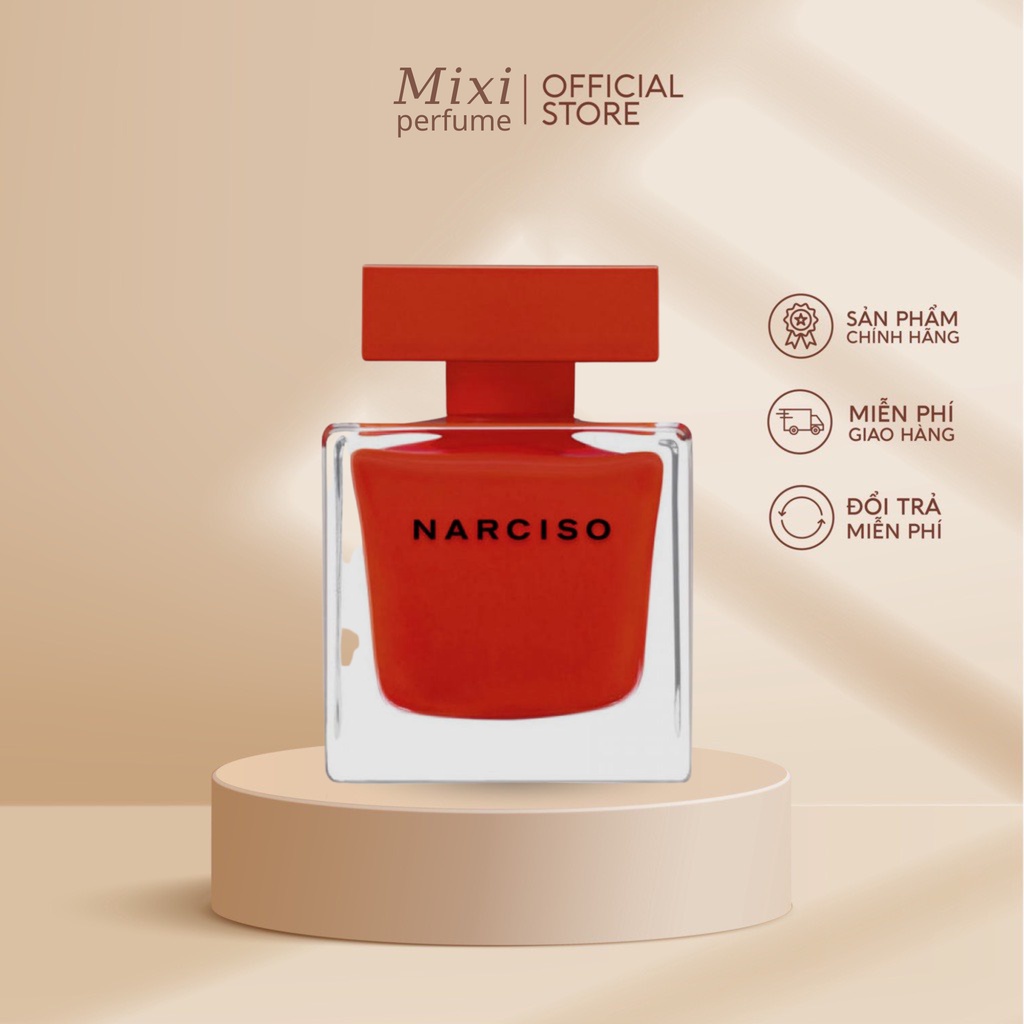 Mixi
perfume
OFFICIAL
STORE
NARCISO
SẢN PHẨM
CHÍNH HÃNG
MIỄN PHÍ
GIAO HÀNG
ĐỔI TRẢ
MIỄN PHÍ